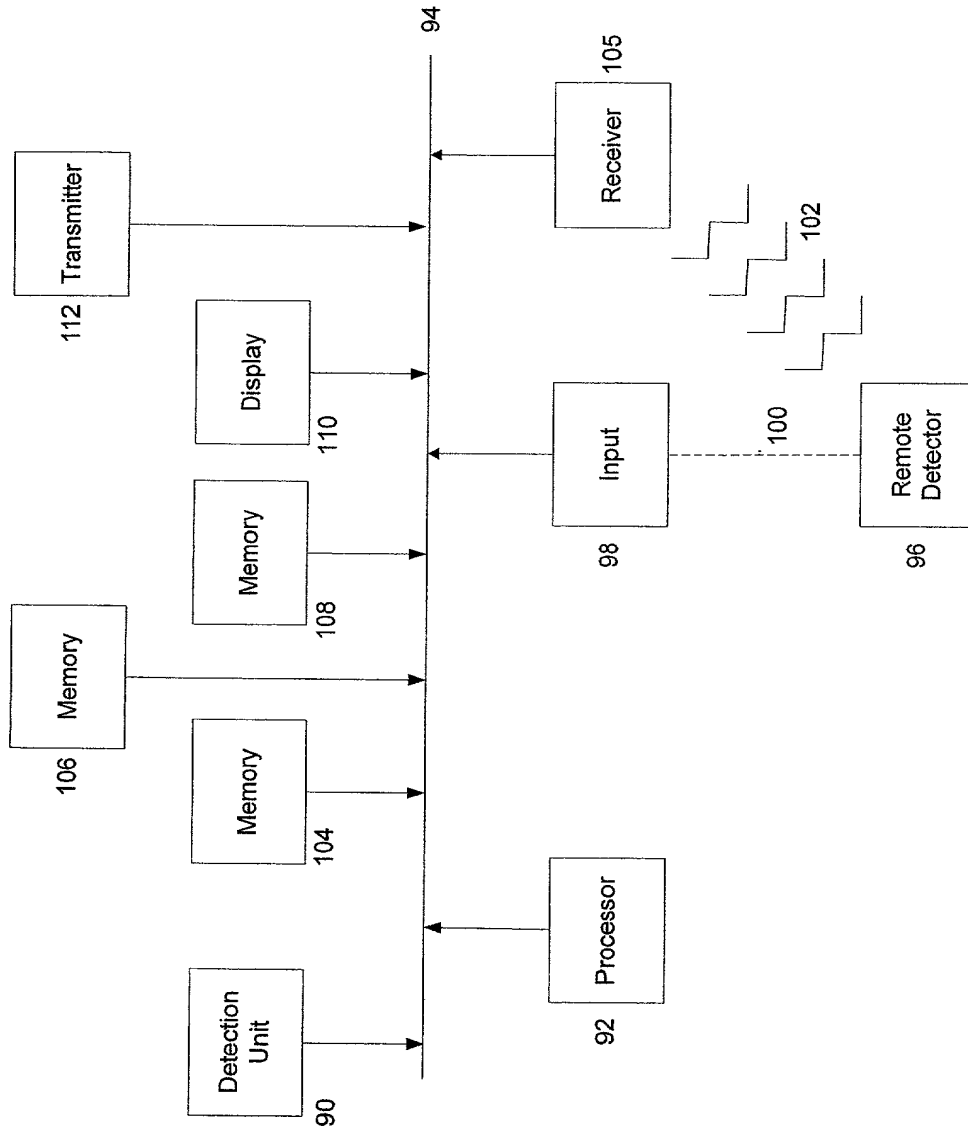 112
Transmitter
106
Memory
110
Display
108
Memory
104
Memory
90
Detection
Unit
94
92
Processor
98
Input
105
Receiver
100
102
96
Remote
Detector